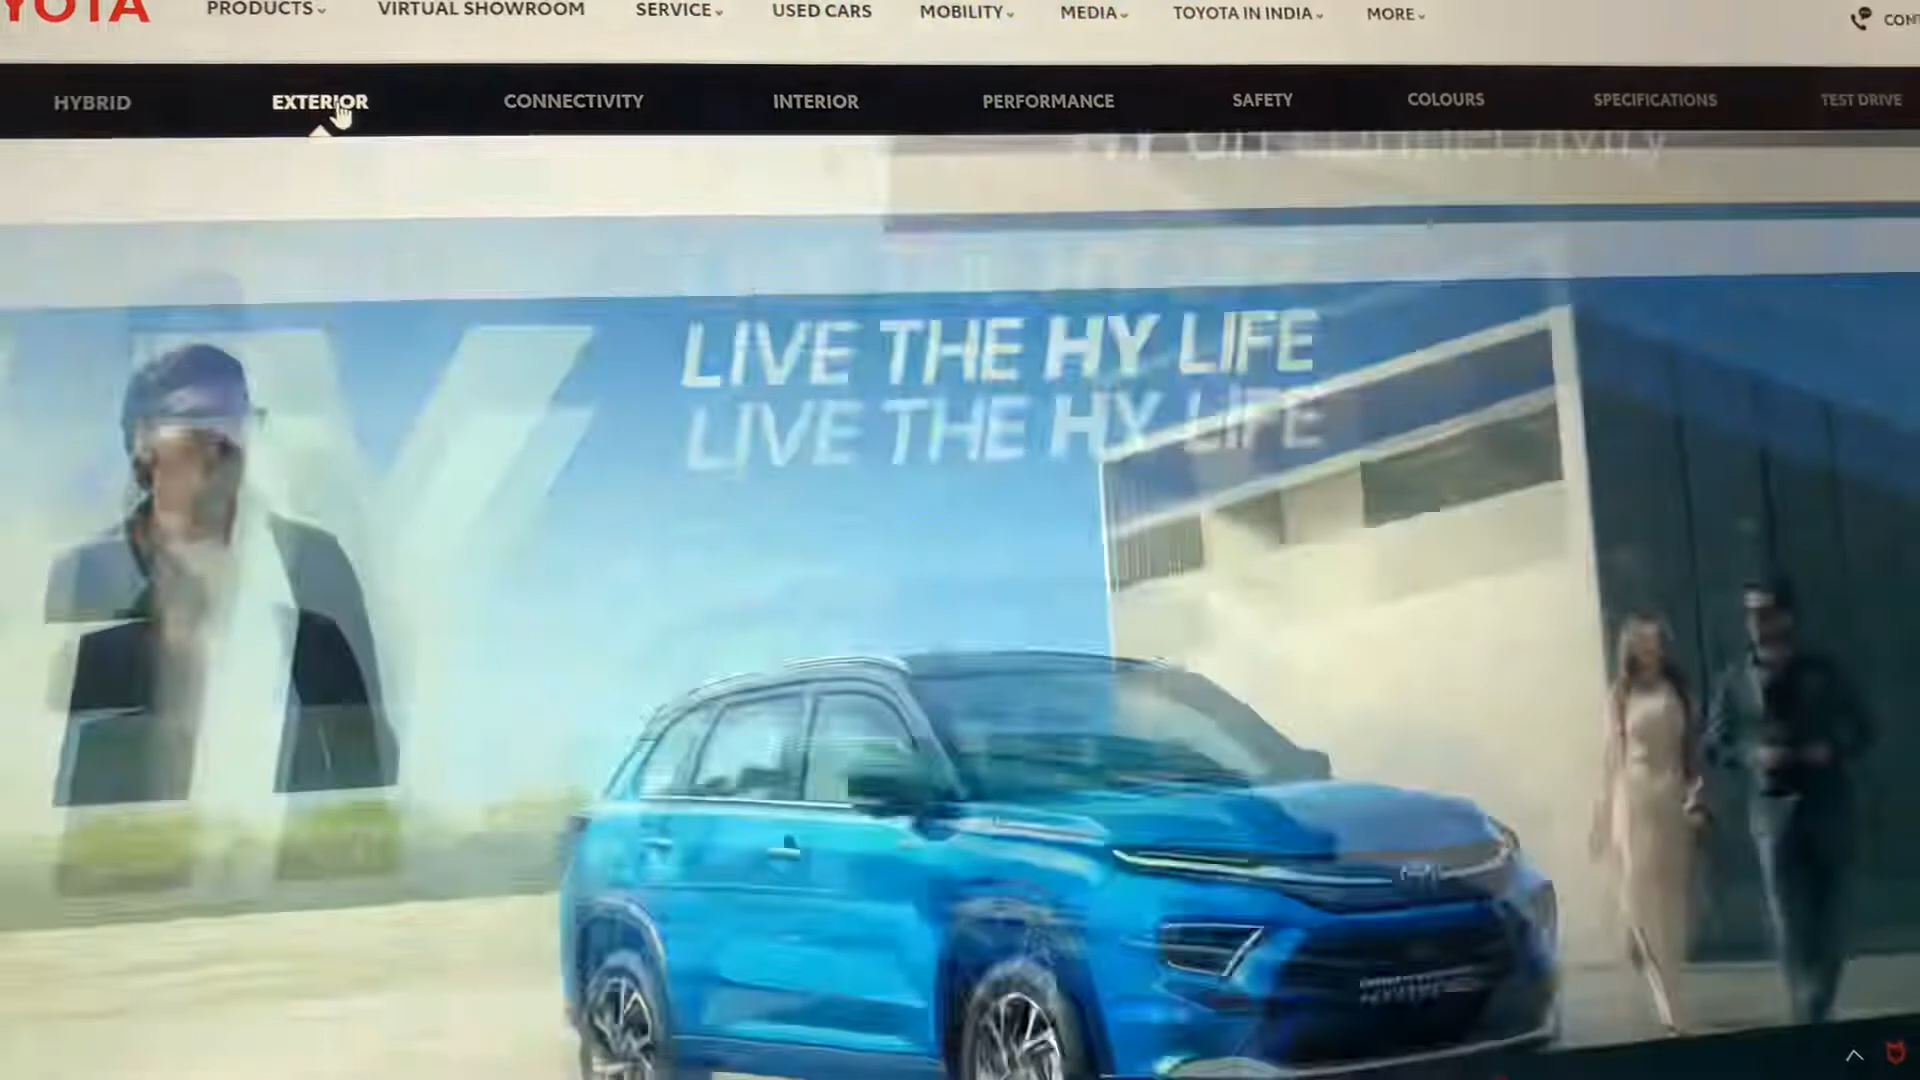 YOTA
PRODUCTS
VIRTUAL SHOWROOM
SERVICE
USED CARS
MOBILITY
MEDIA
TOYOTA IN INDIA
MORE
CONT
HYBRID
EXTERIOR
CONNECTIVITY
INTERIOR
PERFORMANCE
SAFETY
COLOURS
SPECIFICATIONS
TEST DRIVE
LIVE THE HY LIFE
LIVE THE HY LIFE